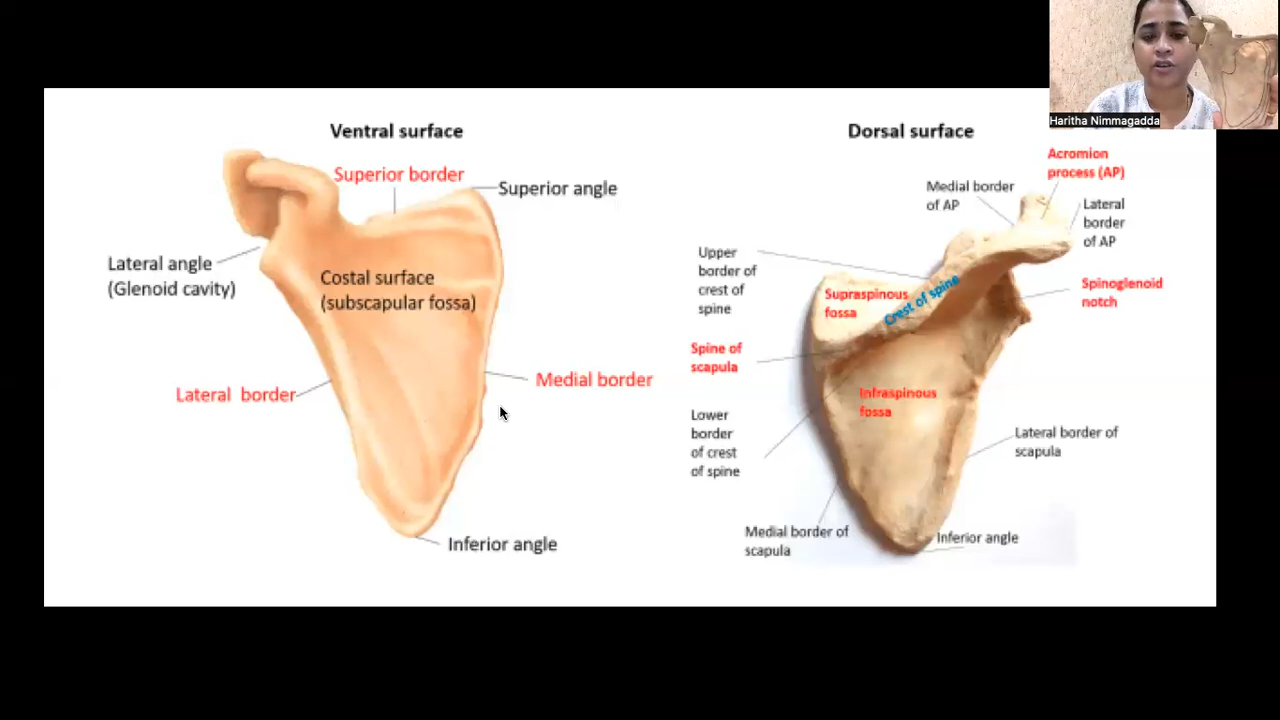 Haritha Nimmagadda
Ventral surface
Superior border
Superior angle
Lateral angle
(Glenoid cavity)
Costal surface
(subscapular fossa)
Lateral border
Medial border
Inferior angle
Dorsal surface
Acromion
process (AP)
Medial border
of AP
Lateral
border
of AP
Upper
border of
crest of
spine
Supraspinous
fossa
Crest of spine
Spinoglenoid
notch
Spine of
scapula
Infraspinous
fossa
Lower
border
of crest
of spine
Lateral border of
scapula
Medial border of
scapula
Inferior angle